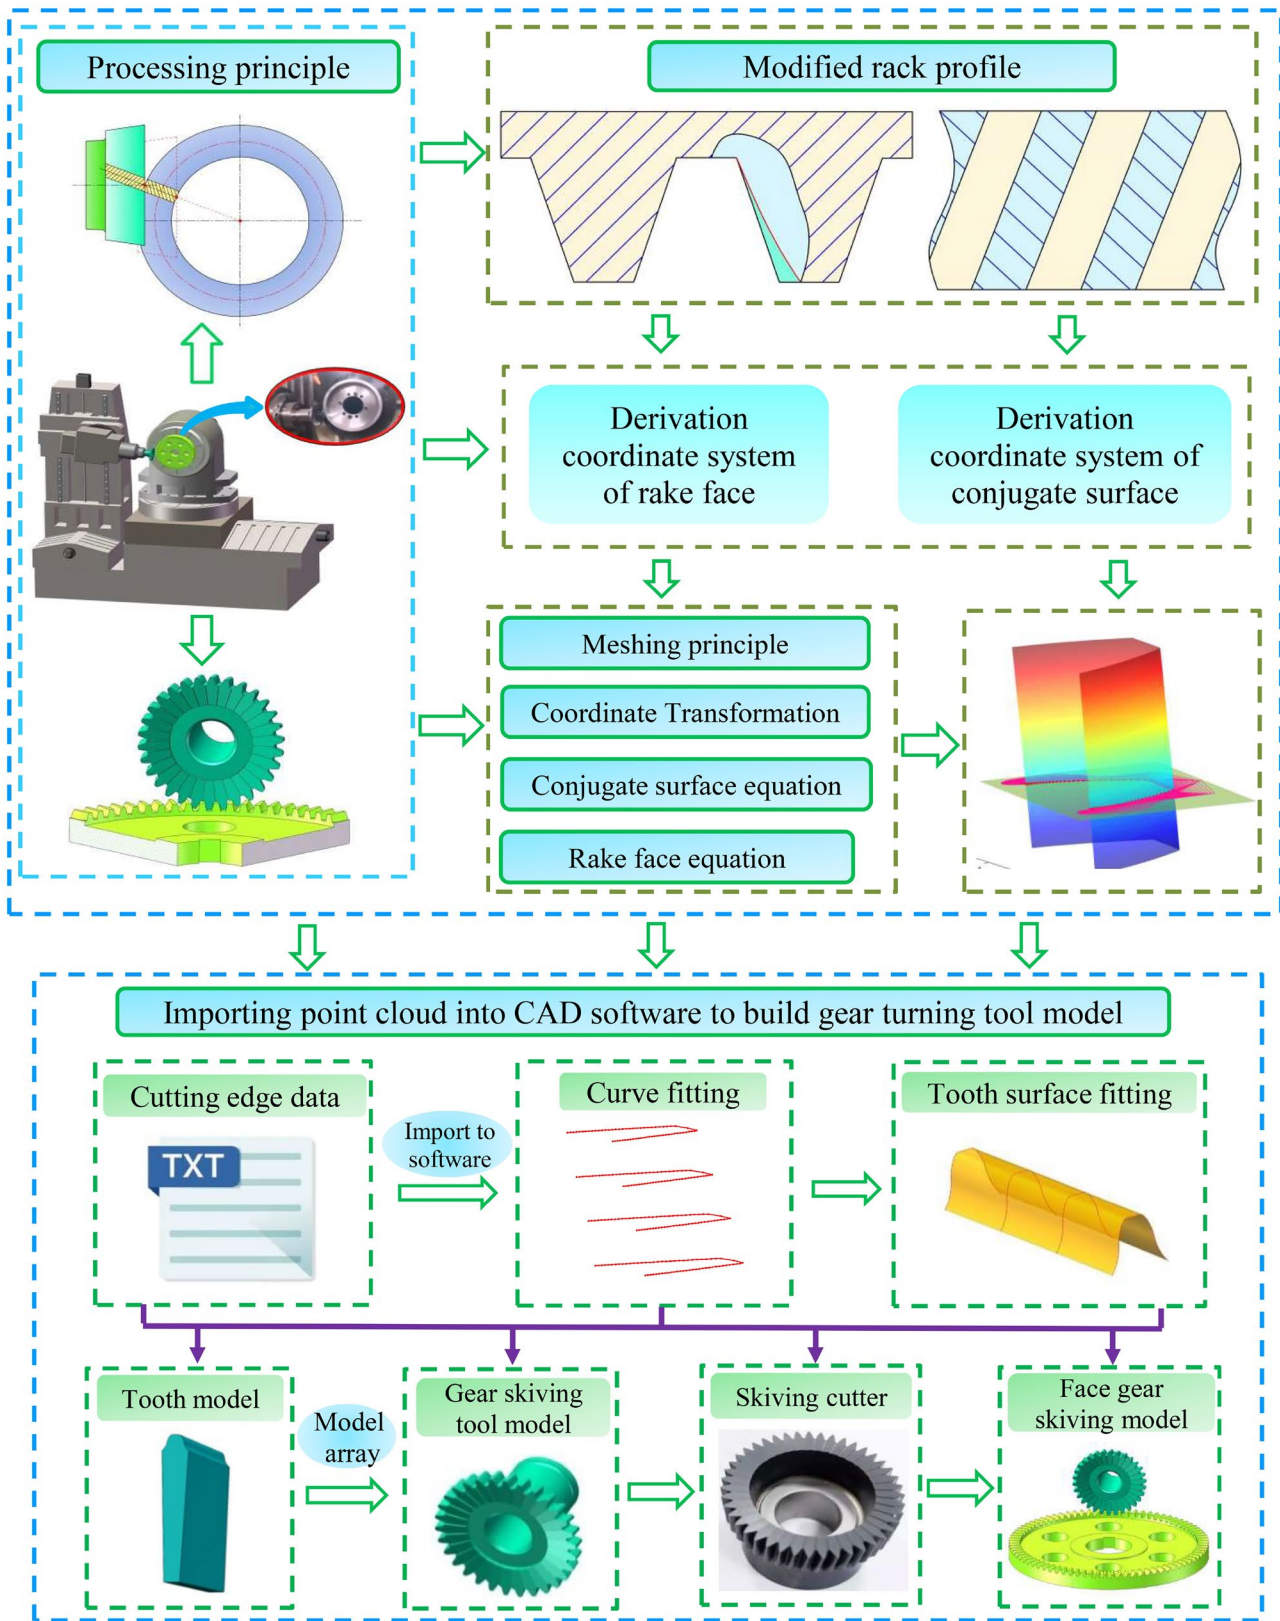 Processing principle
Modified rack profile
Derivation
coordinate system
of rake face
Derivation
coordinate system of
conjugate surface
Meshing principle
Coordinate Transformation
Conjugate surface equation
Rake face equation
Importing point cloud into CAD software to build gear turning tool model
Cutting edge data
TXT
Import to
software
Curve fitting
Tooth surface fitting
Tooth model
Model
array
Gear skiving
tool model
Skiving cutter
Face gear
skiving model